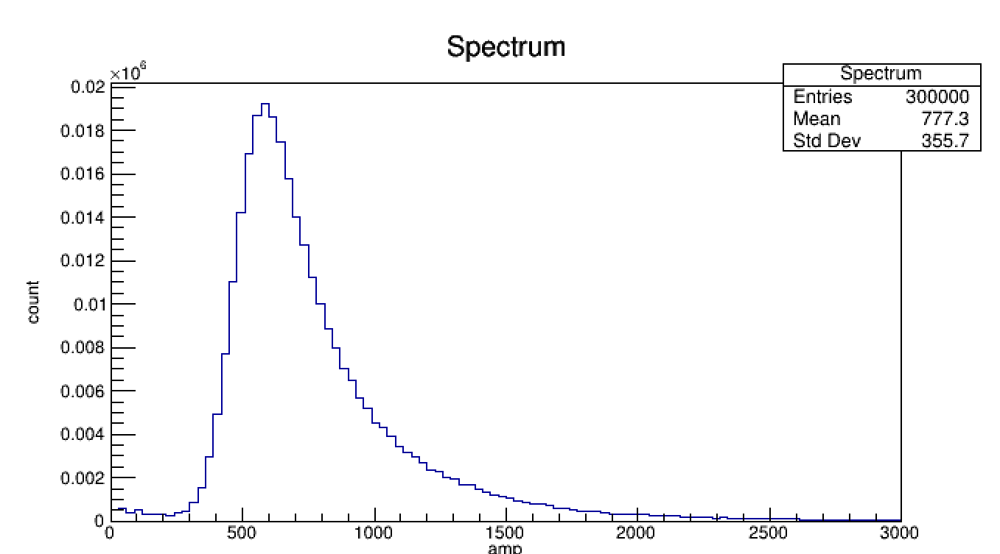 Spectrum
×10⁶
Spectrum
Entries 300000
Mean 777.3
Std Dev 355.7
0.02
0.018
0.016
0.014
0.012
0.01
0.008
0.006
0.004
0.002
0
count
0 500 1000 1500 2000 2500 3000
amp